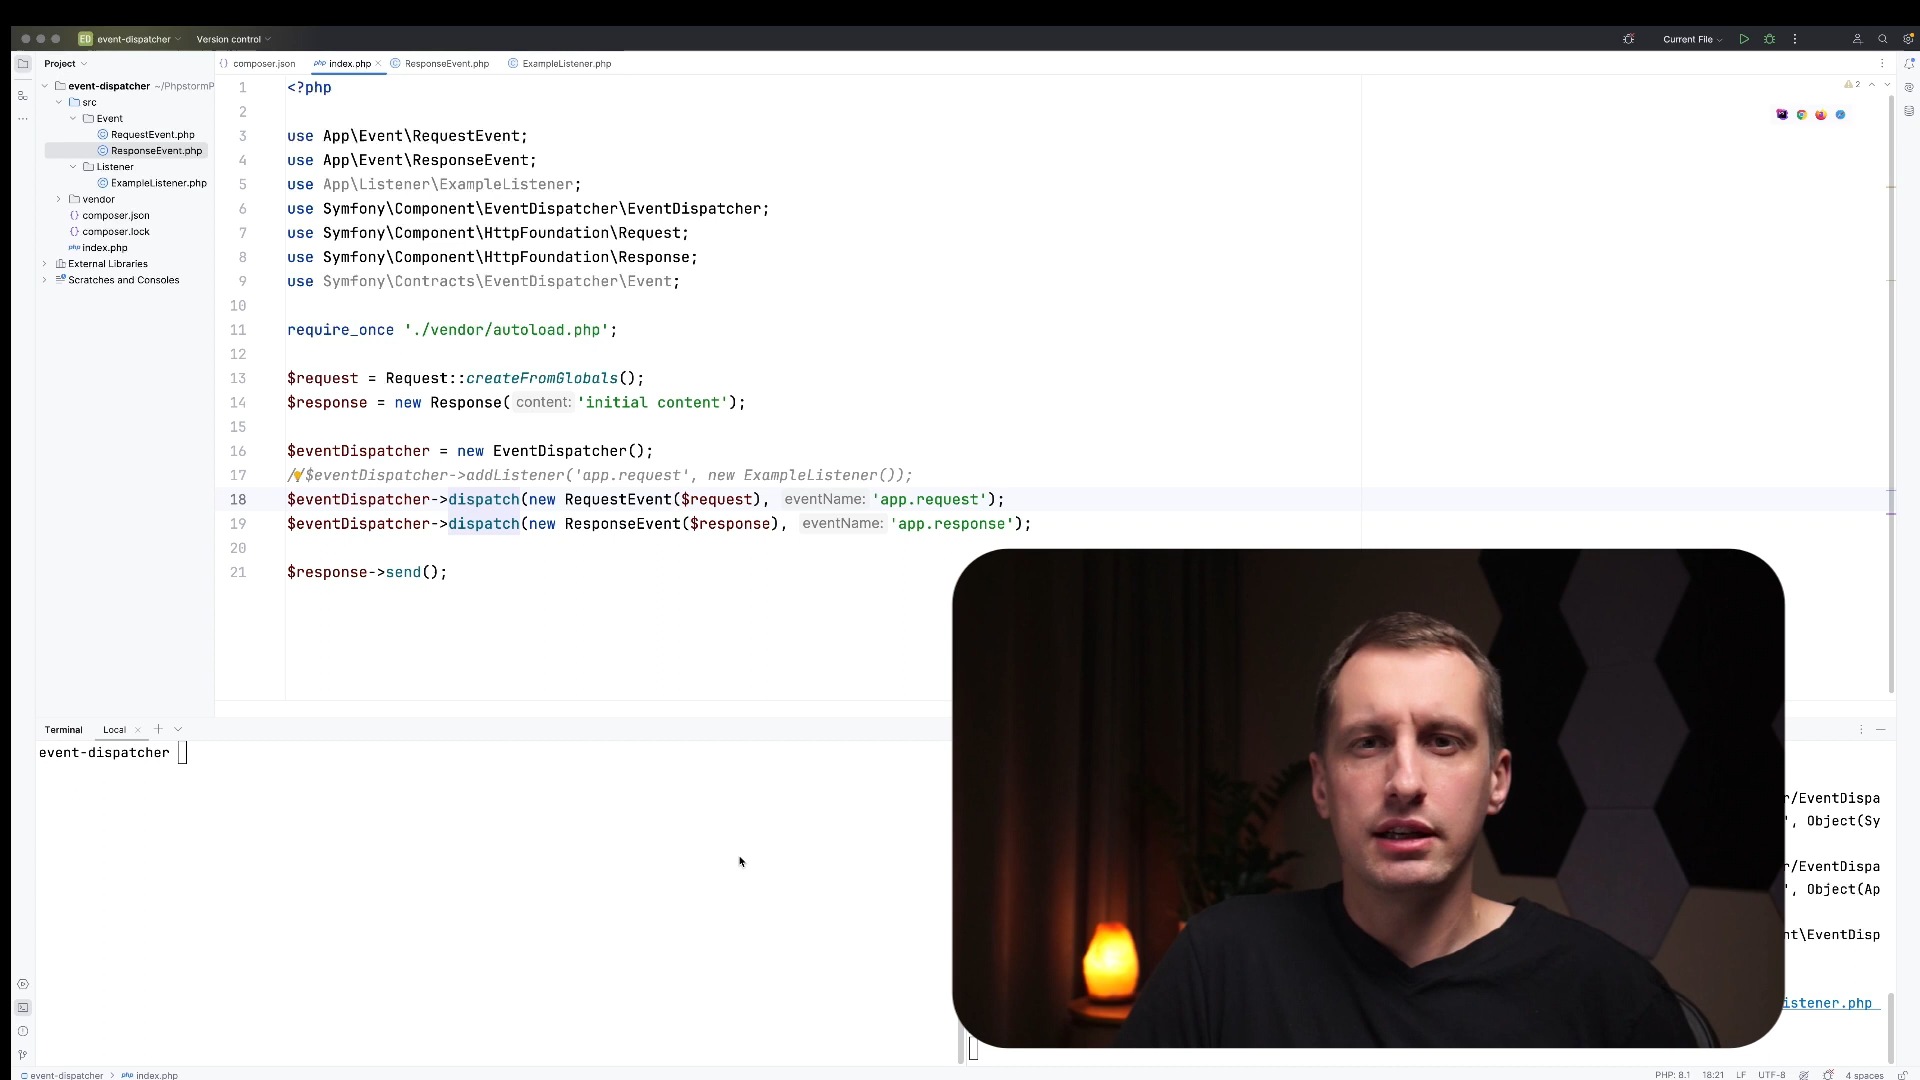 ED event-dispatcher
Version control
Current File
Project
composer.json
php index.php
ResponseEvent.php
ExampleListener.php
event-dispatcher ~/PhpstormP
src
Event
RequestEvent.php
ResponseEvent.php
Listener
ExampleListener.php
vendor
composer.json
composer.lock
php index.php
External Libraries
Scratches and Consoles
2
1 <?php
2
3 use App\Event\RequestEvent;
4 use App\Event\ResponseEvent;
5 use App\Listener\ExampleListener;
6 use Symfony\Component\EventDispatcher\EventDispatcher;
7 use Symfony\Component\HttpFoundation\Request;
8 use Symfony\Component\HttpFoundation\Response;
9 use Symfony\Contracts\EventDispatcher\Event;
10
11 require_once './vendor/autoload.php';
12
13 $request = Request::createFromGlobals();
14 $response = new Response( content: 'initial content');
15
16 $eventDispatcher = new EventDispatcher();
17 //$eventDispatcher->addListener('app.request', new ExampleListener());
18 $eventDispatcher->dispatch(new RequestEvent($request), eventName: 'app.request');
19 $eventDispatcher->dispatch(new ResponseEvent($response), eventName: 'app.response');
20
21 $response->send();
Terminal
Local
event-dispatcher
r/EventDispa
', Object(Sy
r/EventDispa
', Object(Ap
nt\EventDisp
istener.php
event-dispatcher > php index.php
PHP: 8.1 18:21 LF UTF-8 4 spaces